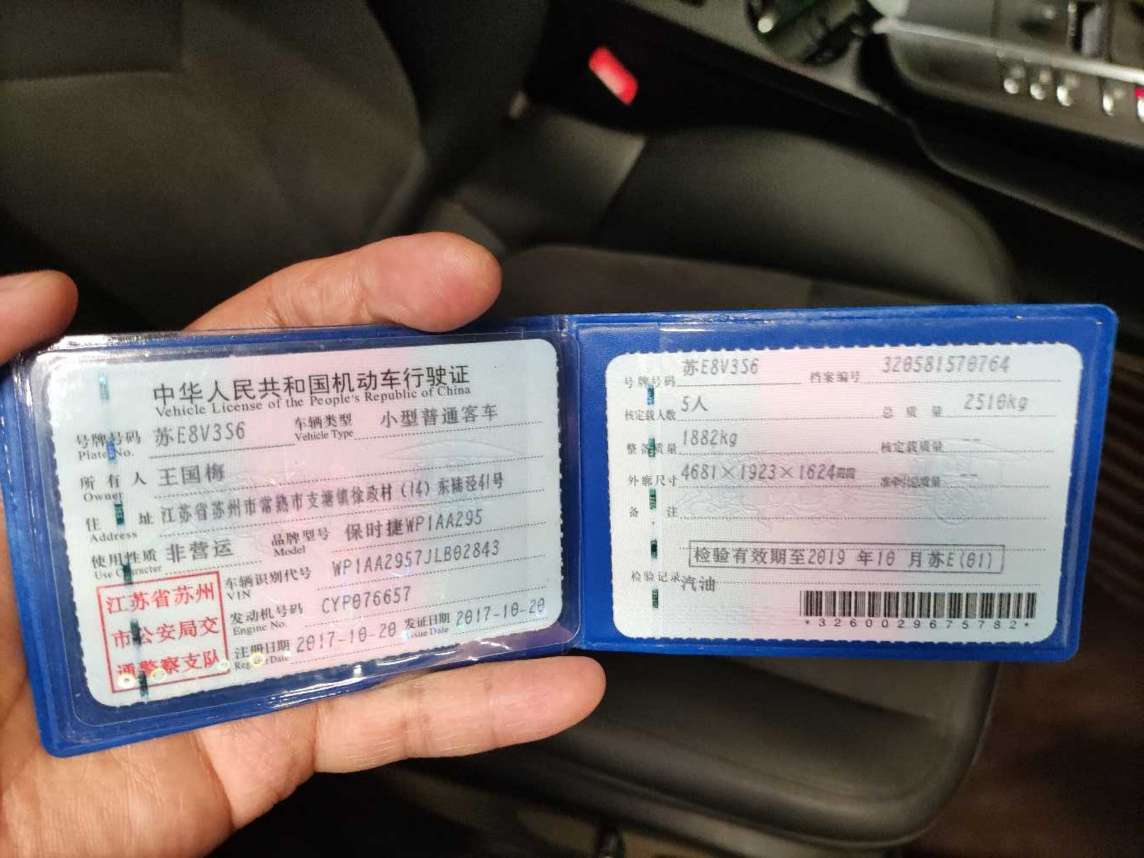 中华人民共和国机动车行驶证
Vehicle License of the People's Republic of China
号牌号码 苏E8V3S6 车辆类型 小型普通客车
Plate No. Vehicle Type
所有人 王国梅
Owner
住址 江苏省苏州市常熟市支塘镇徐政村(14)东陆泾41号
Address
使用性质 非营运 品牌型号 保时捷WP1AA295
Use Character Model
车辆识别代号 WP1AA2957JLB02843
VIN
发动机号码 CYP076657
Engine No.
注册日期 2017-10-20 发证日期 2017-10-20
Register Date Issue Date
江苏省苏州
市公安局交
通警察支队
号牌号码 苏E8V3S6 档案编号 320581570764
核定载人数 5人 总质量 2510kg
整备质量 1882kg 核定载质量 --
外廓尺寸 4681×1923×1624mm 准牵引总质量 --
备注
检验有效期至2019年10月苏E(01)
检验记录 汽油
*3260029675782*